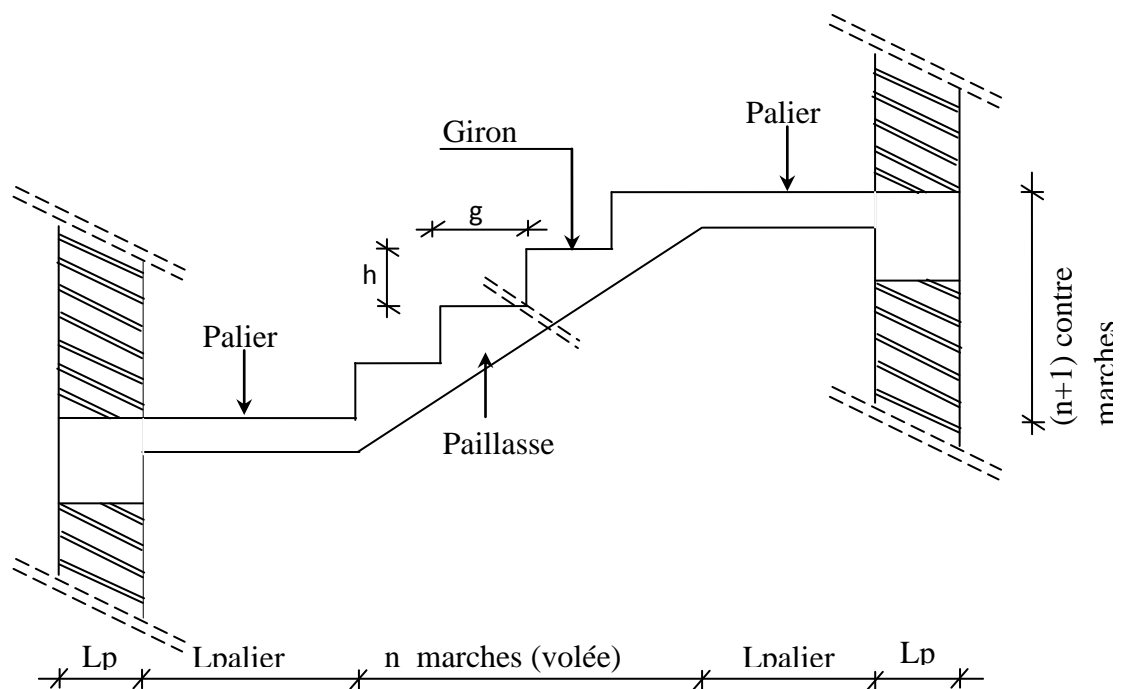 Palier
Giron
g
h
Palier
Paillasse
(n+1) contre
marches
Lp
Lpalier
n marches (volée)
Lpalier
Lp